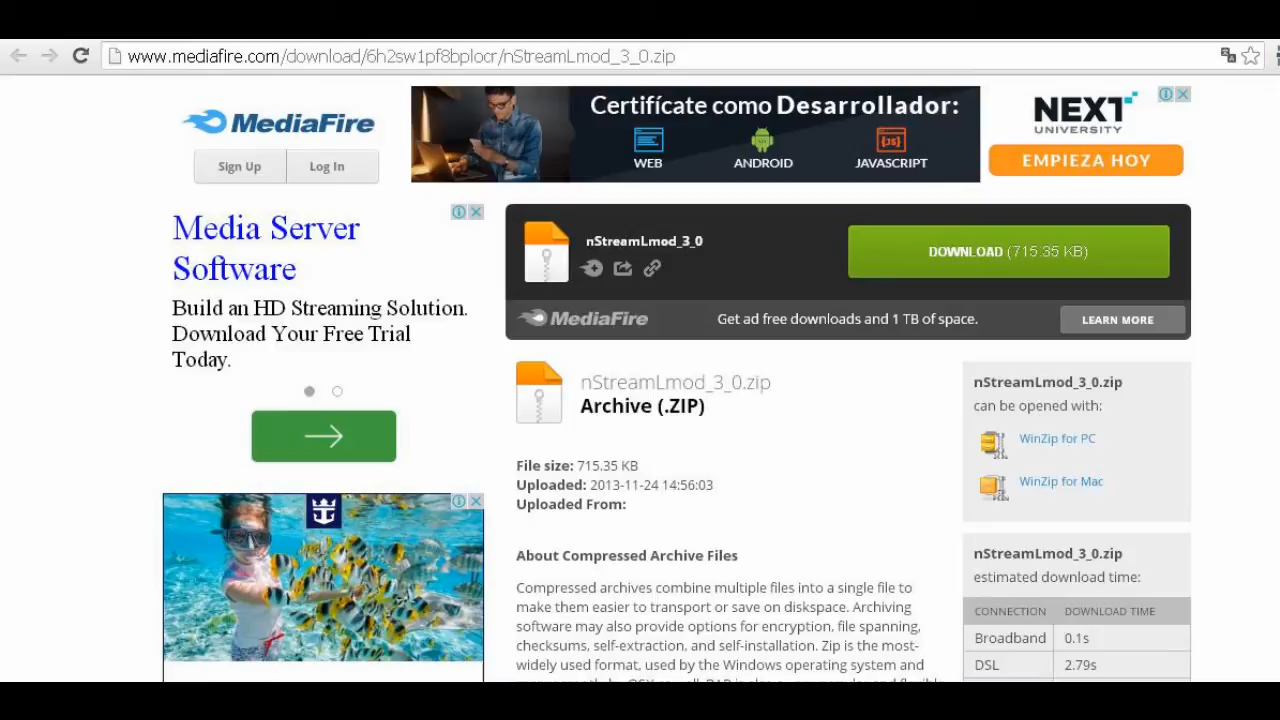 www.mediafire.com/download/6h2sw1pf8bplocr/nStreamLmod_3_0.zip
MediaFire
Sign Up
Log In
Certifícate como Desarrollador:
WEB
ANDROID
JAVASCRIPT
NEXT
UNIVERSITY
EMPIEZA HOY
Media Server
Software
Build an HD Streaming Solution.
Download Your Free Trial
Today.
nStreamLmod_3_0
DOWNLOAD (715.35 KB)
MediaFire
Get ad free downloads and 1 TB of space.
LEARN MORE
nStreamLmod_3_0.zip
Archive (.ZIP)
File size: 715.35 KB
Uploaded: 2013-11-24 14:56:03
Uploaded From:
About Compressed Archive Files
Compressed archives combine multiple files into a single file to
make them easier to transport or save on diskspace. Archiving
software may also provide options for encryption, file spanning,
checksums, self-extraction, and self-installation. Zip is the most-
widely used format, used by the Windows operating system and
nStreamLmod_3_0.zip
can be opened with:
WinZip for PC
WinZip for Mac
nStreamLmod_3_0.zip
estimated download time:
CONNECTION DOWNLOAD TIME
Broadband 0.1s
DSL 2.79s